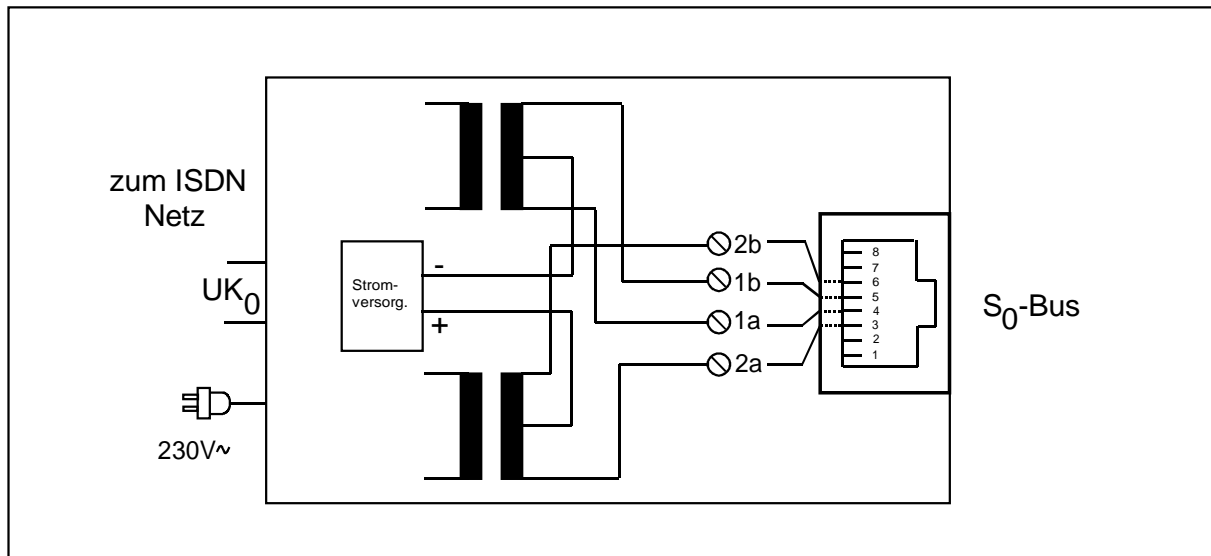 zum ISDN
Netz
UK0
230V~
Strom-
versorg.
-
+
2b
1b
1a
2a
8
7
6
5
4
3
2
1
S0-Bus